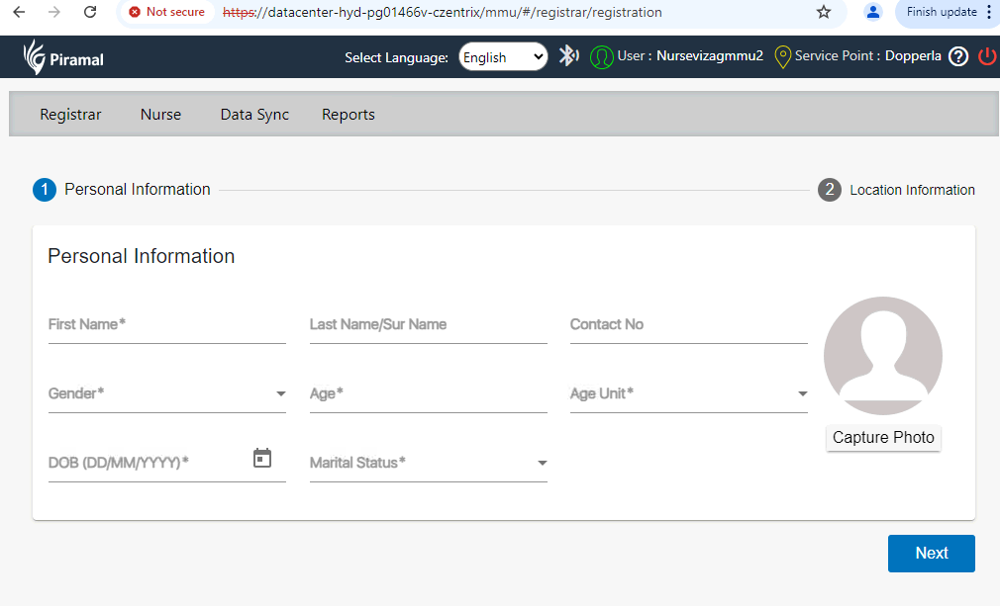 Not secure https://datacenter-hyd-pg01466v-czentrix/mmu/#/registrar/registration Finish update
Piramal Select Language: English User : Nursevizagmmu2 Service Point : Dopperla ?
Registrar Nurse Data Sync Reports
1 Personal Information 2 Location Information
Personal Information
First Name* Last Name/Sur Name Contact No
Gender* Age* Age Unit*
Capture Photo
DOB (DD/MM/YYYY)* Marital Status*
Next